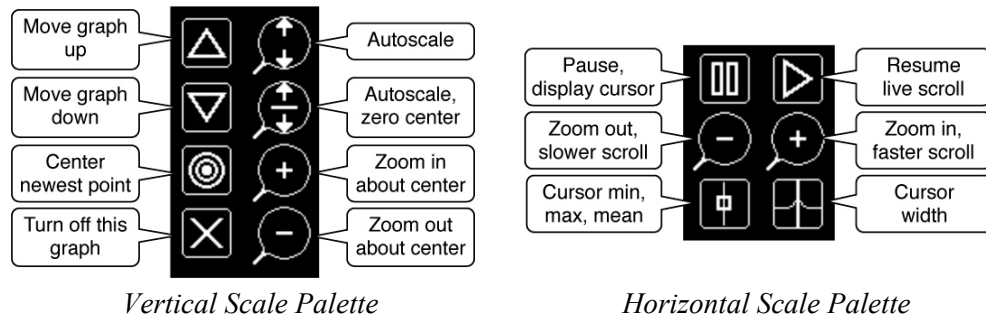 Move graph
up
Autoscale
Move graph
down
Autoscale,
zero center
Center
newest point
Zoom in
about center
Turn off this
graph
Zoom out
about center
Vertical Scale Palette
Pause,
display cursor
Resume
live scroll
Zoom out,
slower scroll
Zoom in,
faster scroll
Cursor min,
max, mean
Cursor
width
Horizontal Scale Palette